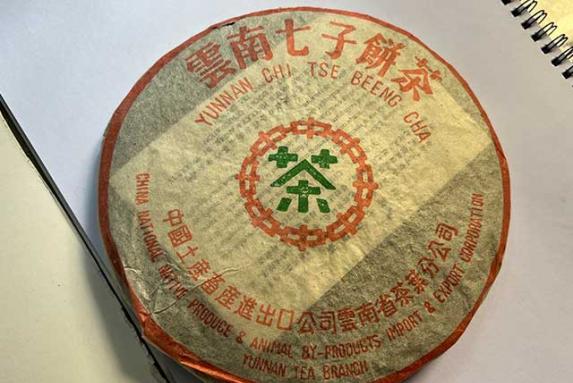 雲南七子餅茶
YUNNAN CHI TSE BEENG CHA
茶
中國土產畜產進出口公司雲南省茶葉分公司
CHINA NATIONAL NATIVE PRODUCE & ANIMAL BY-PRODUCTS IMPORT & EXPORT CORPORATION
YUNNAN TEA BRANCH